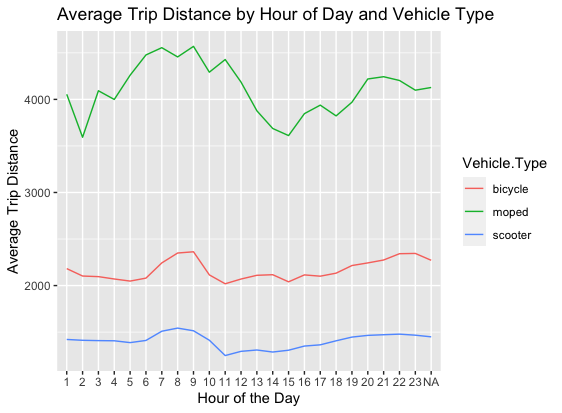 Average Trip Distance by Hour of Day and Vehicle Type
Average Trip Distance
4000
3000
2000
1 2 3 4 5 6 7 8 9 10 11 12 13 14 15 16 17 18 19 20 21 22 23 NA
Hour of the Day
Vehicle.Type
bicycle
moped
scooter